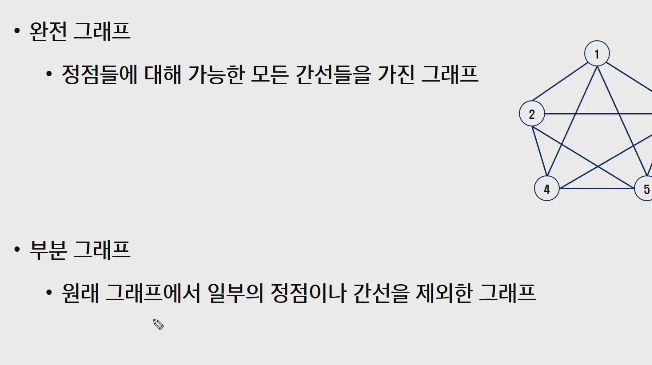 • 완전 그래프
• 정점들에 대해 가능한 모든 간선들을 가진 그래프
1
2
4
5
• 부분 그래프
• 원래 그래프에서 일부의 정점이나 간선을 제외한 그래프